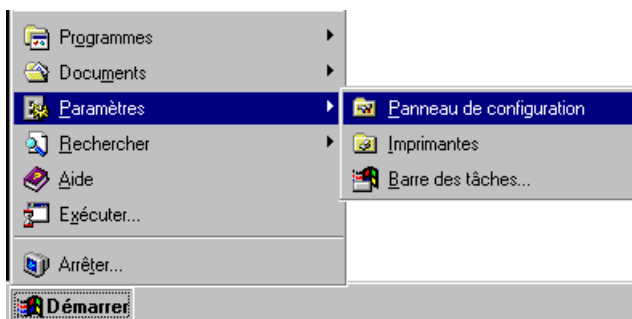 Programmes
Documents
Paramètres
Rechercher
Aide
Exécuter...
Arrêter...
Démarrer
Panneau de configuration
Imprimantes
Barre des tâches...